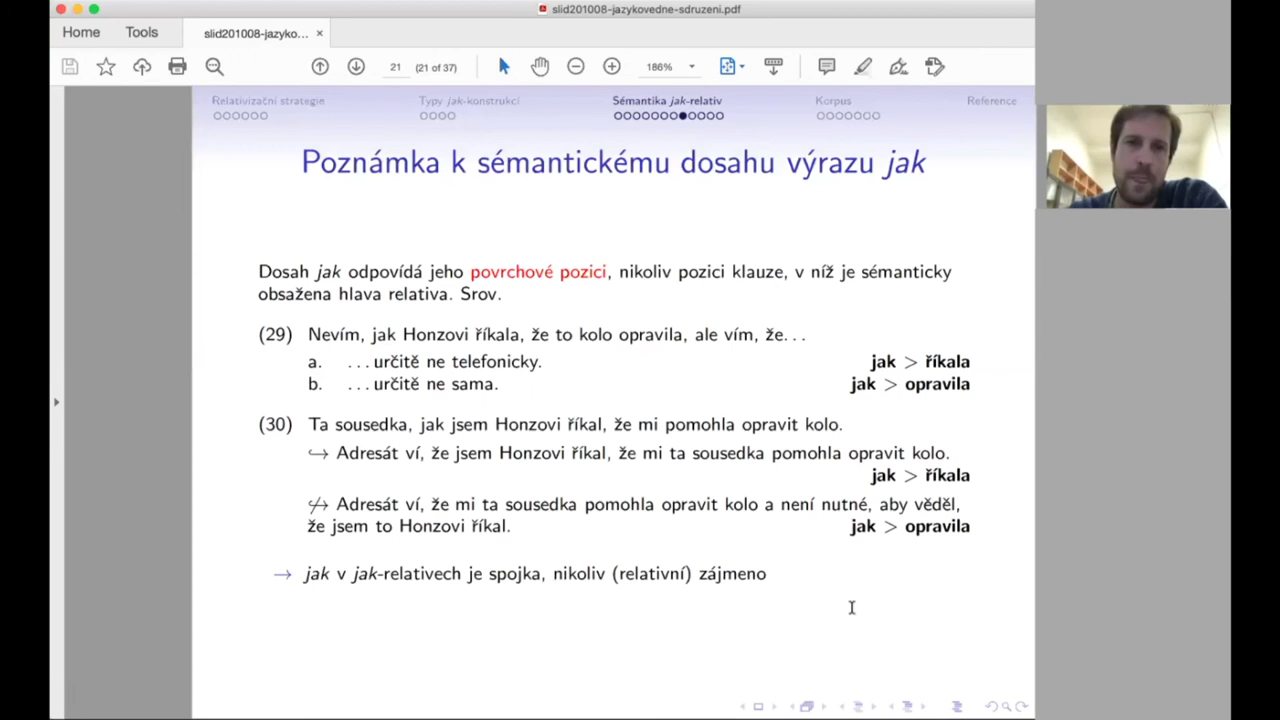 slid201008-jazykovedne-sdruzeni.pdf
Home Tools slid201008-jazyko... ×
21 (21 of 37) 186%
Relativizační strategie Typy jak-konstrukcí Sémantika jak-relativ Korpus Reference
Poznámka k sémantickému dosahu výrazu jak
Dosah jak odpovídá jeho povrchové pozici, nikoliv pozici klauze, v níž je sémanticky
obsažena hlava relativa. Srov.
(29) Nevím, jak Honzovi říkala, že to kolo opravila, ale vím, že...
a. ...určitě ne telefonicky. jak > říkala
b. ...určitě ne sama. jak > opravila
(30) Ta sousedka, jak jsem Honzovi říkal, že mi pomohla opravit kolo.
↪ Adresát ví, že jsem Honzovi říkal, že mi ta sousedka pomohla opravit kolo.
jak > říkala
↪̸ Adresát ví, že mi ta sousedka pomohla opravit kolo a není nutné, aby věděl,
že jsem to Honzovi říkal. jak > opravila
→ jak v jak-relativech je spojka, nikoliv (relativní) zájmeno